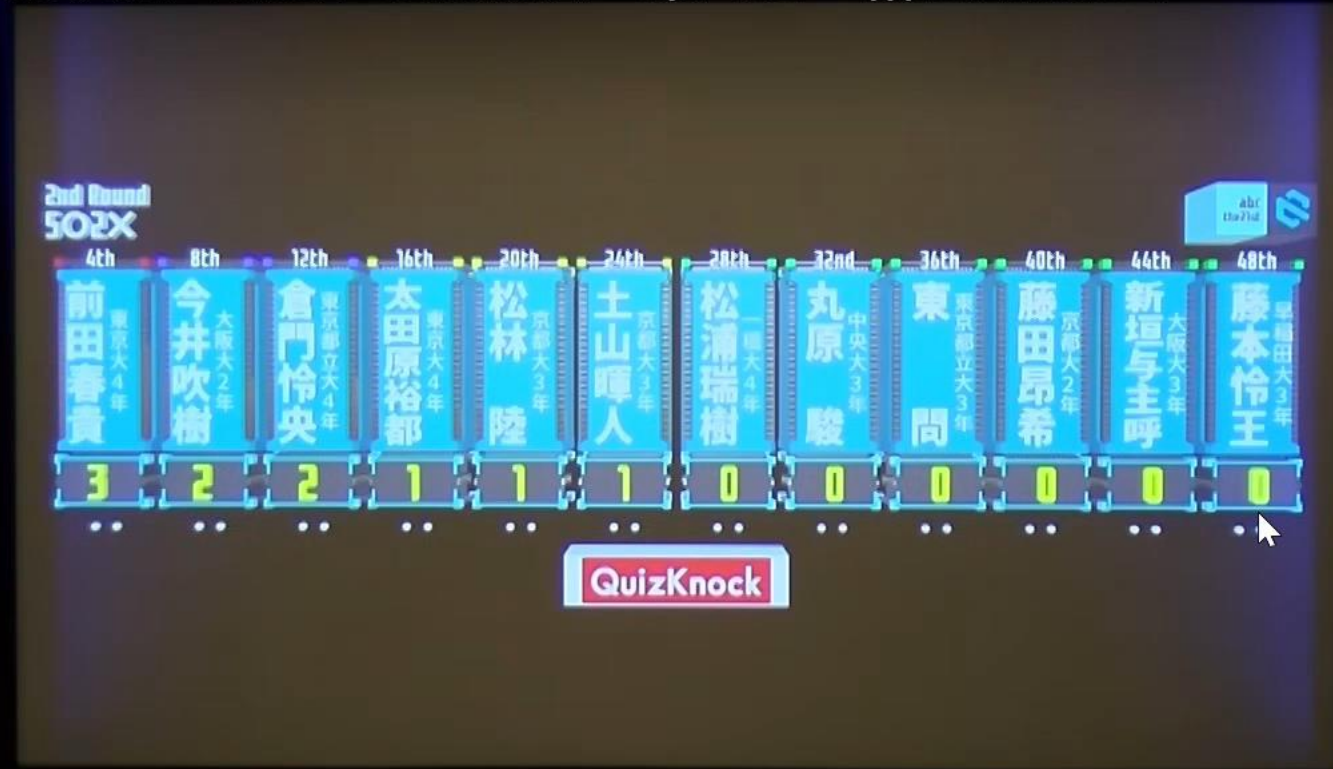 2nd Round
5O2X
abc
the21st
4th
前田春貴
東京大4年
3
8th
今井吹樹
大阪大2年
2
12th
倉門怜央
東京都立大4年
2
16th
太田原裕都
東京大4年
1
20th
松林 陸
京都大3年
1
24th
土山暉人
京都大3年
1
28th
松浦瑞樹
一橋大4年
0
32nd
丸原 駿
中央大3年
0
36th
東 問
東京都立大3年
0
40th
藤田昂希
京都大2年
0
44th
新垣与主呼
大阪大3年
0
48th
藤本怜王
早稲田大3年
0
QuizKnock